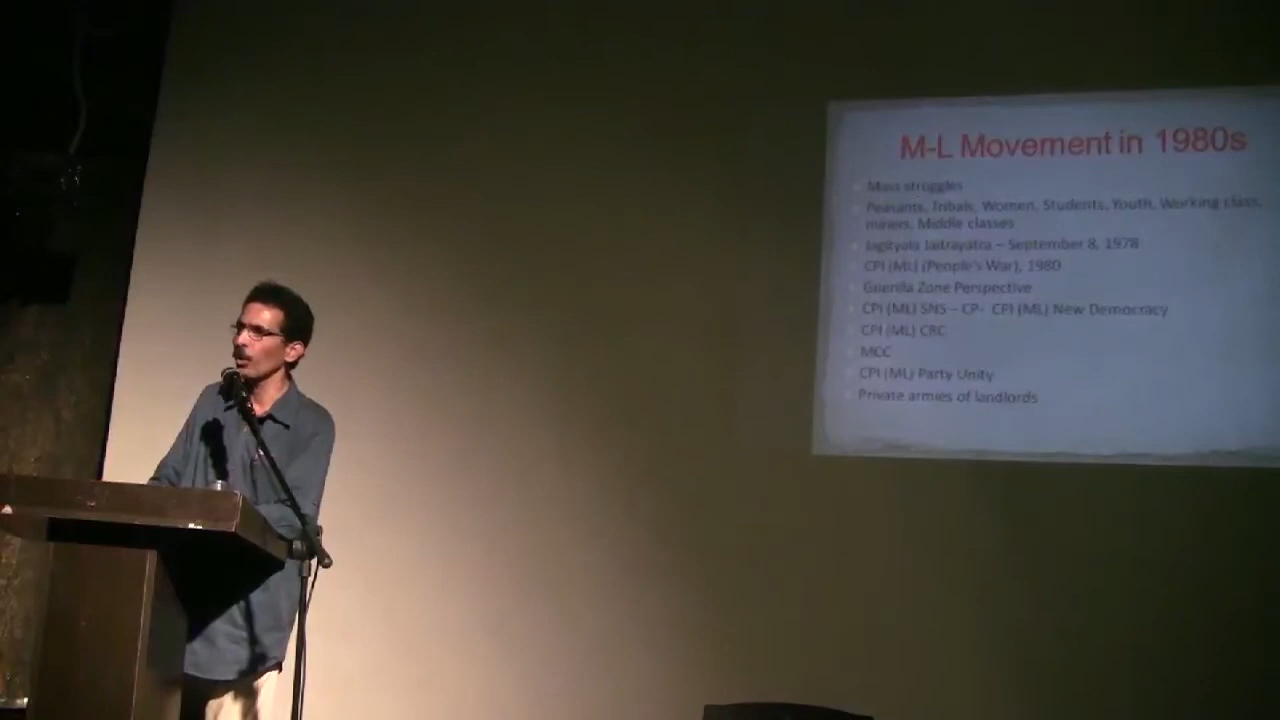 M-L Movement in 1980s
Mass struggles
Peasants, Tribals, Women, Students, Youth, Working class,
miners, Middle classes
Jagityala Jaitrayatra – September 8, 1978
CPI (ML) (People's War), 1980
Guerilla Zone Perspective
CPI (ML) SNS – CP- CPI (ML) New Democracy
CPI (ML) CRC
MCC
CPI (ML) Party Unity
Private armies of landlords